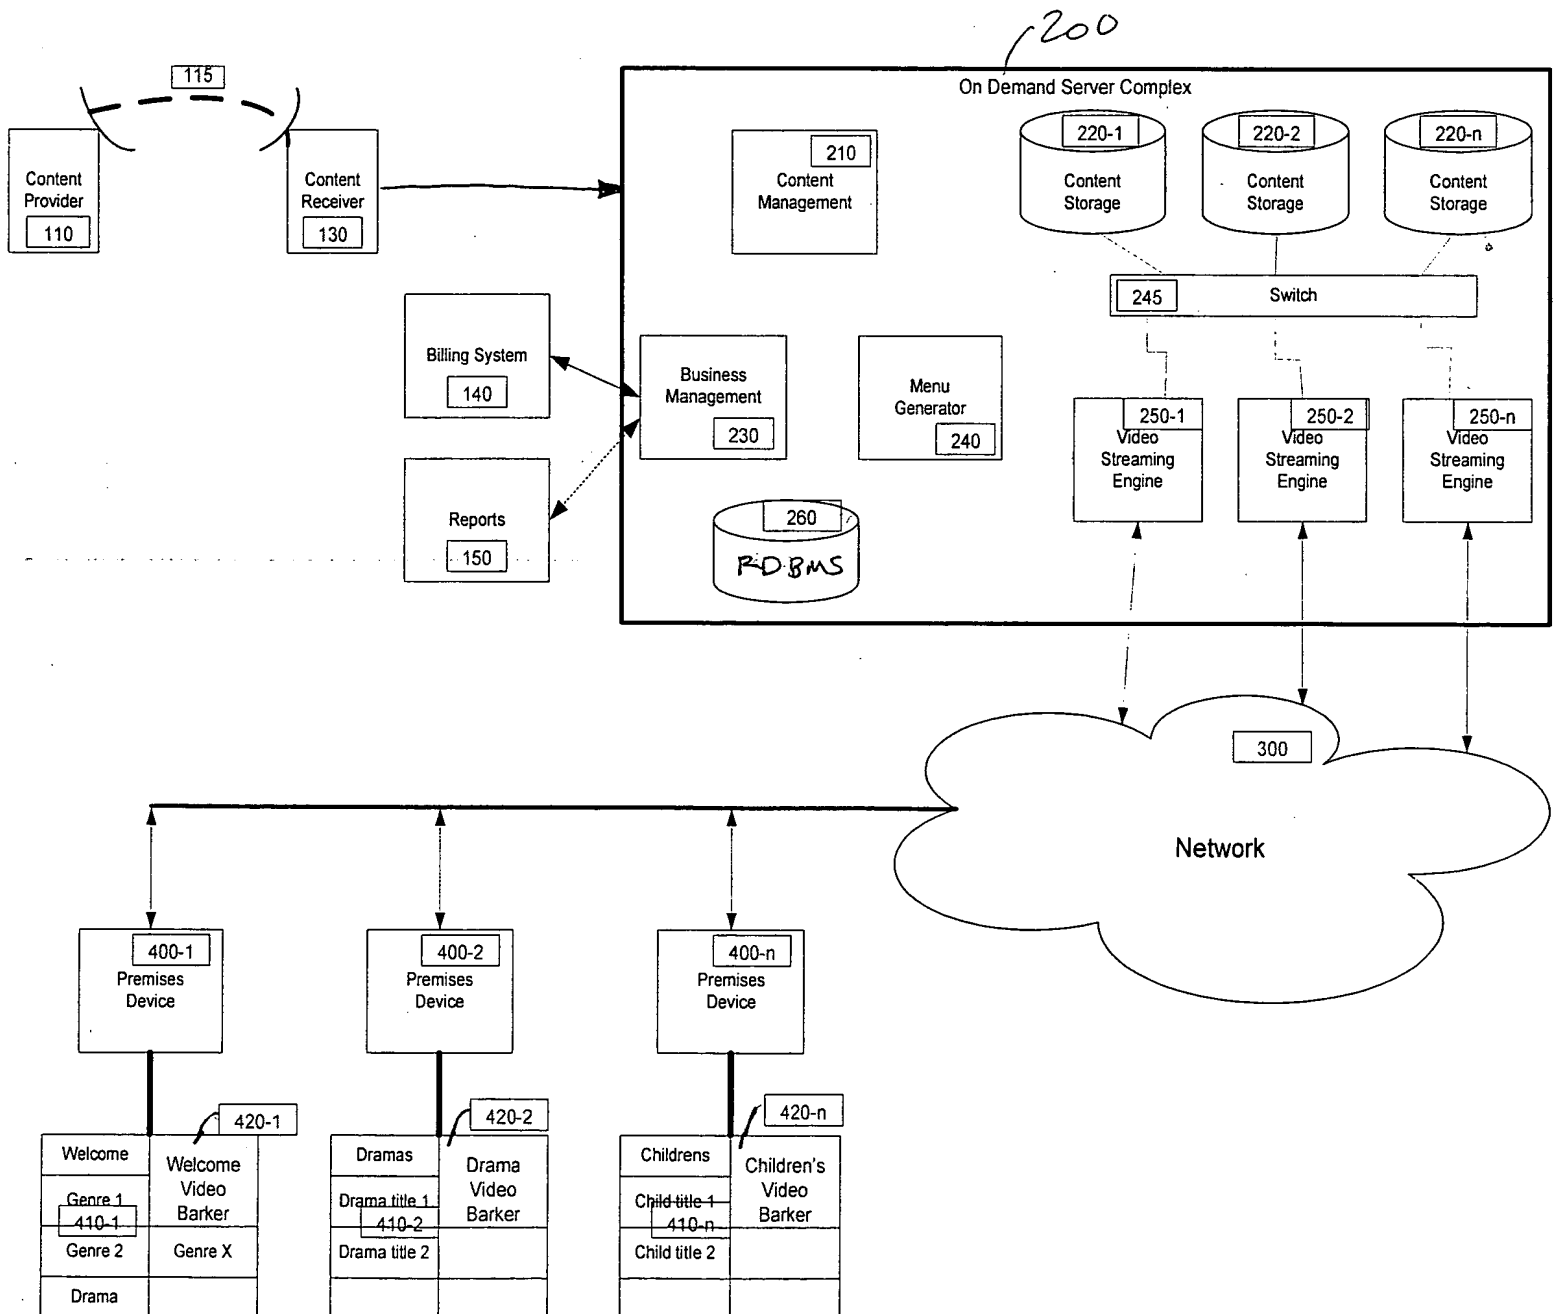 200
115
On Demand Server Complex
Content
Provider
110
Content
Receiver
130
210
Content
Management
220-1
Content
Storage
220-2
Content
Storage
220-n
Content
Storage
245
Switch
Billing System
140
Business
Management
230
Menu
Generator
240
250-1
Video
Streaming
Engine
250-2
Video
Streaming
Engine
250-n
Video
Streaming
Engine
Reports
150
260
RDBMS
300
Network
400-1
Premises
Device
400-2
Premises
Device
400-n
Premises
Device
420-1
Welcome
Welcome
Video
Barker
Genre 1
410-1
Genre 2
Genre X
Drama
420-2
Dramas
Drama
Video
Barker
Drama title 1
410-2
Drama title 2
420-n
Childrens
Children's
Video
Barker
Child title 1
410-n
Child title 2